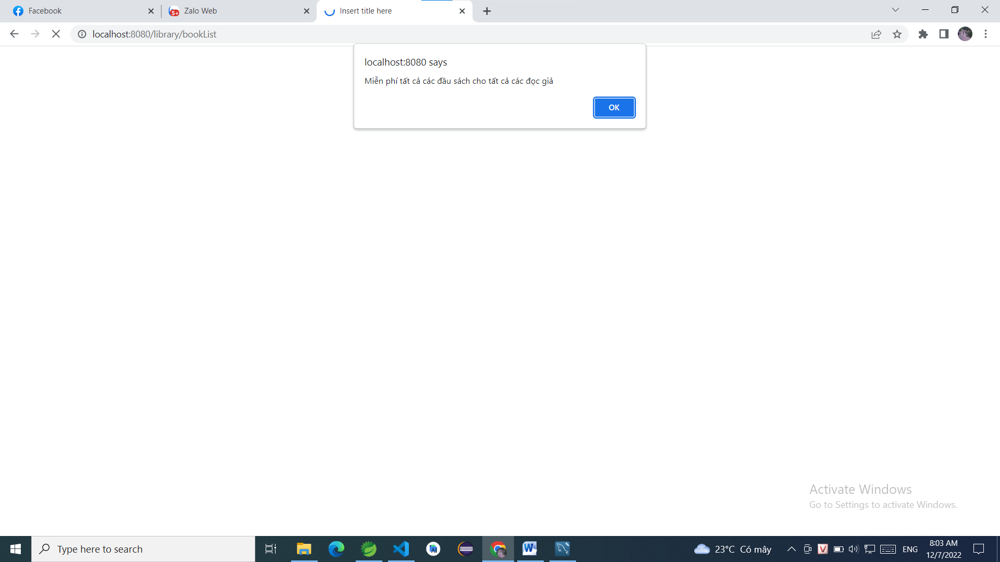 Facebook
Zalo Web
Insert title here
localhost:8080/library/bookList
localhost:8080 says
Miễn phí tất cả các đầu sách cho tất cả các đọc giả
OK
Activate Windows
Go to Settings to activate Windows.
Type here to search
23°C Có mây
ENG
8:03 AM
12/7/2022